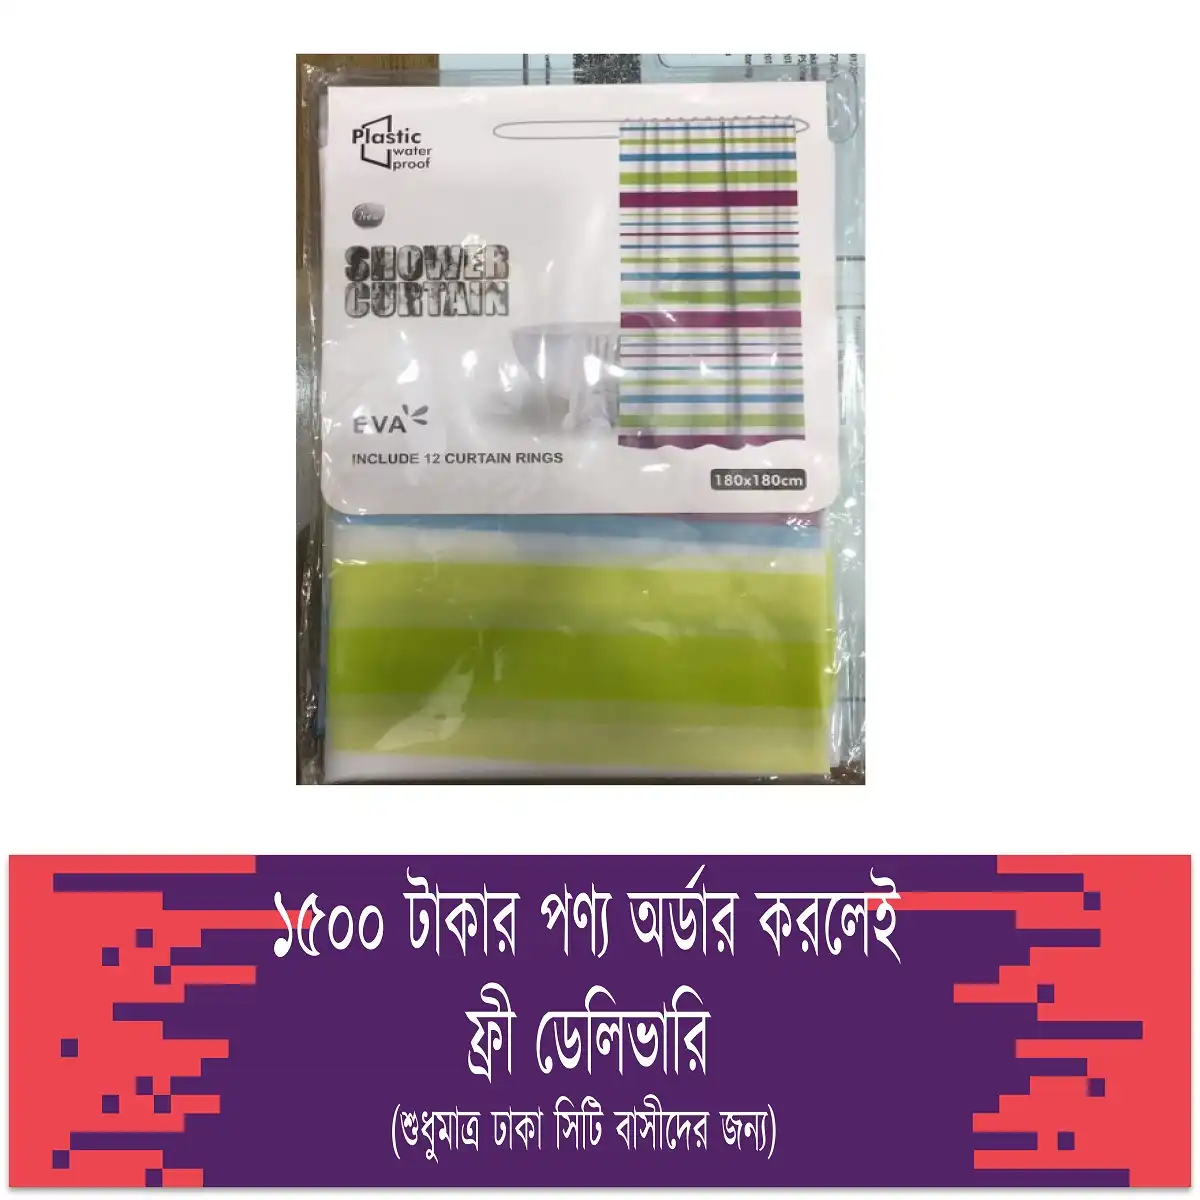 Plastic
water
proof
New
SHOWER
CURTAIN
EVA
INCLUDE 12 CURTAIN RINGS
180x180cm
১৫০০ টাকার পণ্য অর্ডার করলেই
ফ্রী ডেলিভারি
(শুধুমাত্র ঢাকা সিটি বাসীদের জন্য)